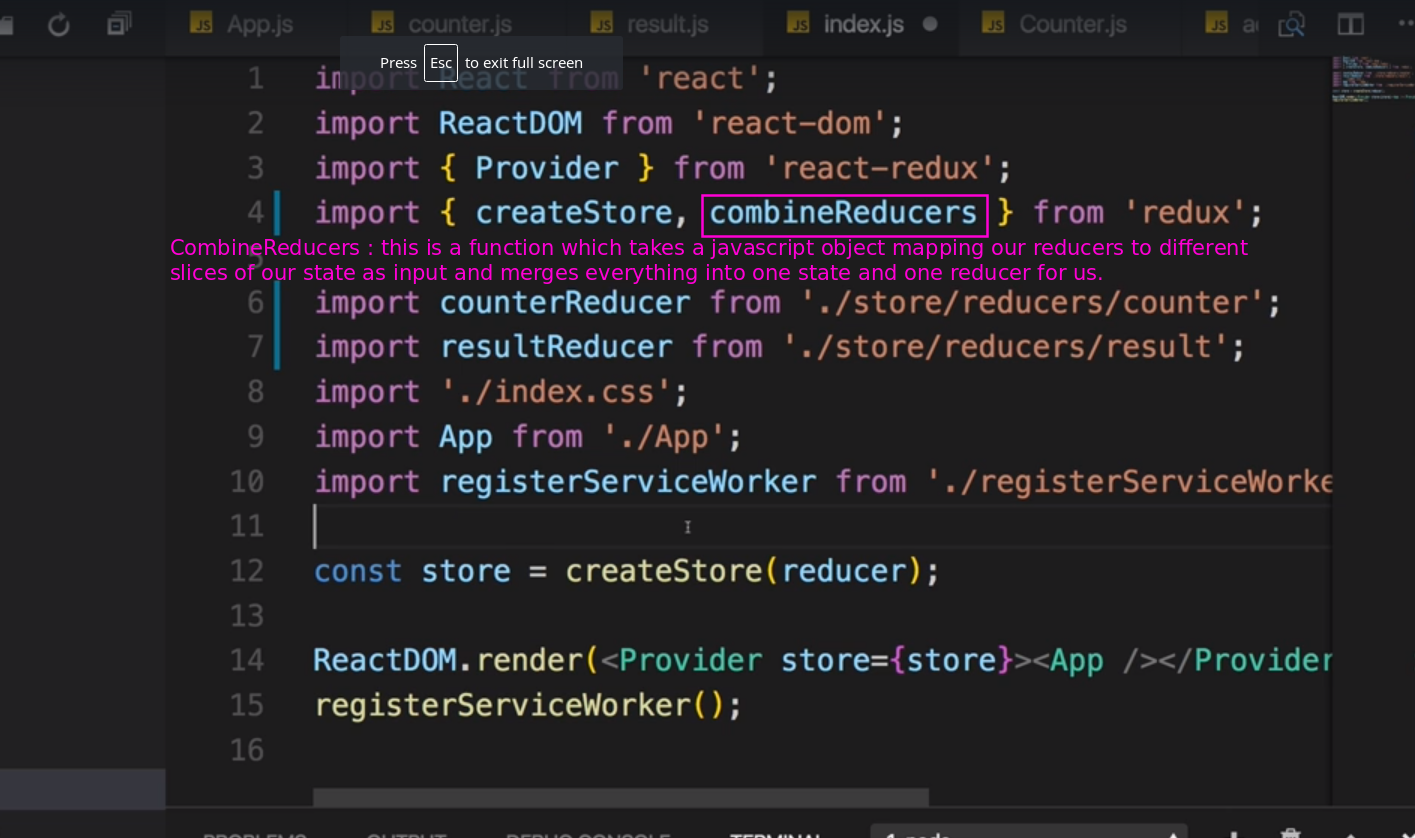 App.js counter.js result.js index.js Counter.js
Press Esc to exit full screen
1 import React from 'react';
2 import ReactDOM from 'react-dom';
3 import { Provider } from 'react-redux';
4 import { createStore, combineReducers } from 'redux';
CombineReducers : this is a function which takes a javascript object mapping our reducers to different
5
slices of our state as input and merges everything into one state and one reducer for us.
6 import counterReducer from './store/reducers/counter';
7 import resultReducer from './store/reducers/result';
8 import './index.css';
9 import App from './App';
10 import registerServiceWorker from './registerServiceWorke
11
12 const store = createStore(reducer);
13
14 ReactDOM.render(<Provider store={store}><App /></Provider
15 registerServiceWorker();
16
PROBLEMS OUTPUT DEBUG CONSOLE TERMINAL 1: node